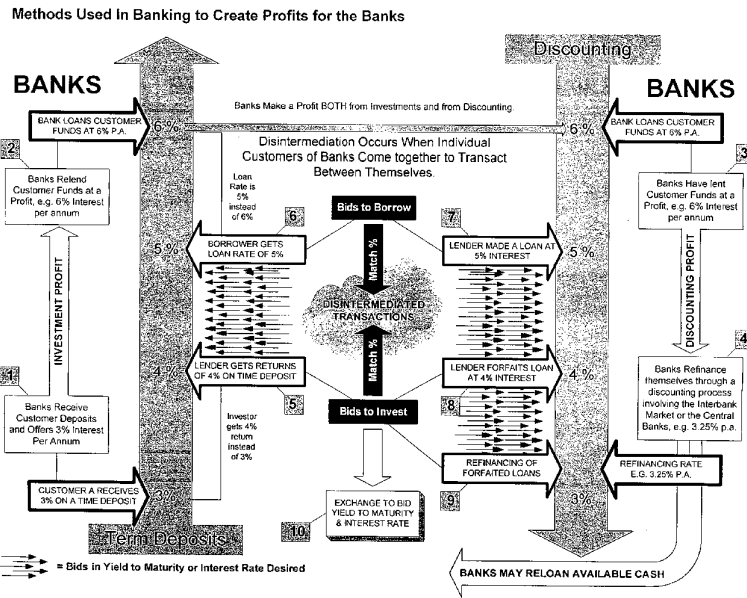 Methods Used In Banking to Create Profits for the Banks
Discounting
BANKS
BANKS
Banks Make a Profit BOTH from Investments and from Discounting.
BANK LOANS CUSTOMER
FUNDS AT 6% P.A.
6 %
6 %
BANK LOANS CUSTOMER
FUNDS AT 6% P.A.
Disintermediation Occurs When Individual
Customers of Banks Come together to Transact
Between Themselves.
2
Banks Relend
Customer Funds at a
Profit, e.g. 6% Interest
per annum
Loan
Rate is
5%
instead
of 6%
3
Banks Have lent
Customer Funds at a
Profit, e.g. 6% Interest
per annum
6
Bids to Borrow
7
5 %
BORROWER GETS
LOAN RATE OF 5%
Match %
LENDER MADE A LOAN AT
5% INTEREST
5 %
INVESTMENT PROFIT
DISCOUNTING PROFIT
DISINTERMEDIATED
TRANSACTIONS
4
1
4 %
LENDER GETS RETURNS
OF 4% ON TIME DEPOSIT
Match %
LENDER FORFAITS LOAN
AT 4% INTEREST
4 %
Banks Refinance
themselves through a
discounting process
involving the Interbank
Market or the Central
Banks, e.g. 3.25% p.a.
Banks Receive
Customer Deposits
and Offers 3% Interest
Per Annum
5
Bids to Invest
8
Investor
gets 4%
return
instead
of 3%
REFINANCING OF
FORFAITED LOANS
REFINANCING RATE
E.G. 3.25% P.A.
CUSTOMER A RECEIVES
3% ON A TIME DEPOSIT
3%
9
3%
10
EXCHANGE TO BID
YIELD TO MATURITY
& INTEREST RATE
Term Deposits
= Bids in Yield to Maturity or Interest Rate Desired
BANKS MAY RELOAN AVAILABLE CASH